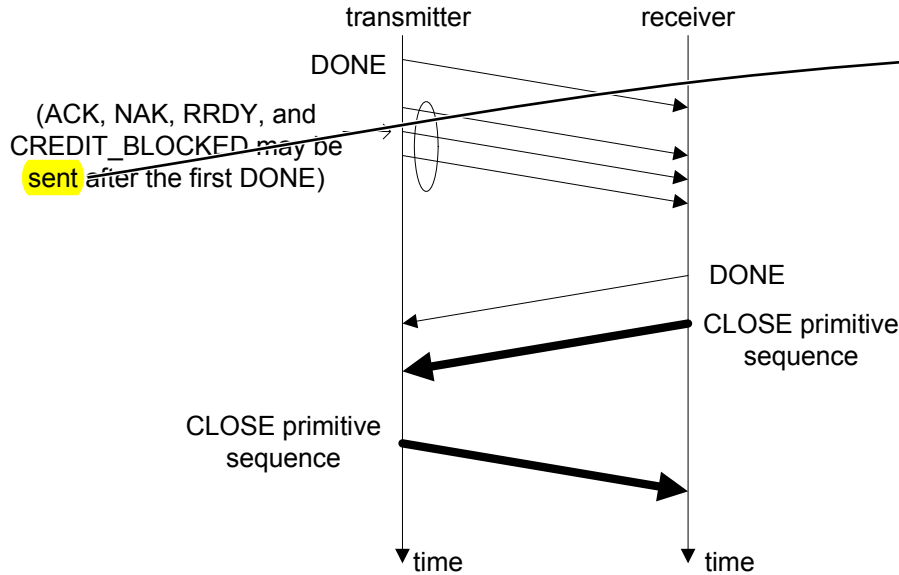 transmitter
receiver
DONE
(ACK, NAK, RRDY, and
CREDIT_BLOCKED may be
sent after the first DONE)
DONE
CLOSE primitive
sequence
CLOSE primitive
sequence
time
time